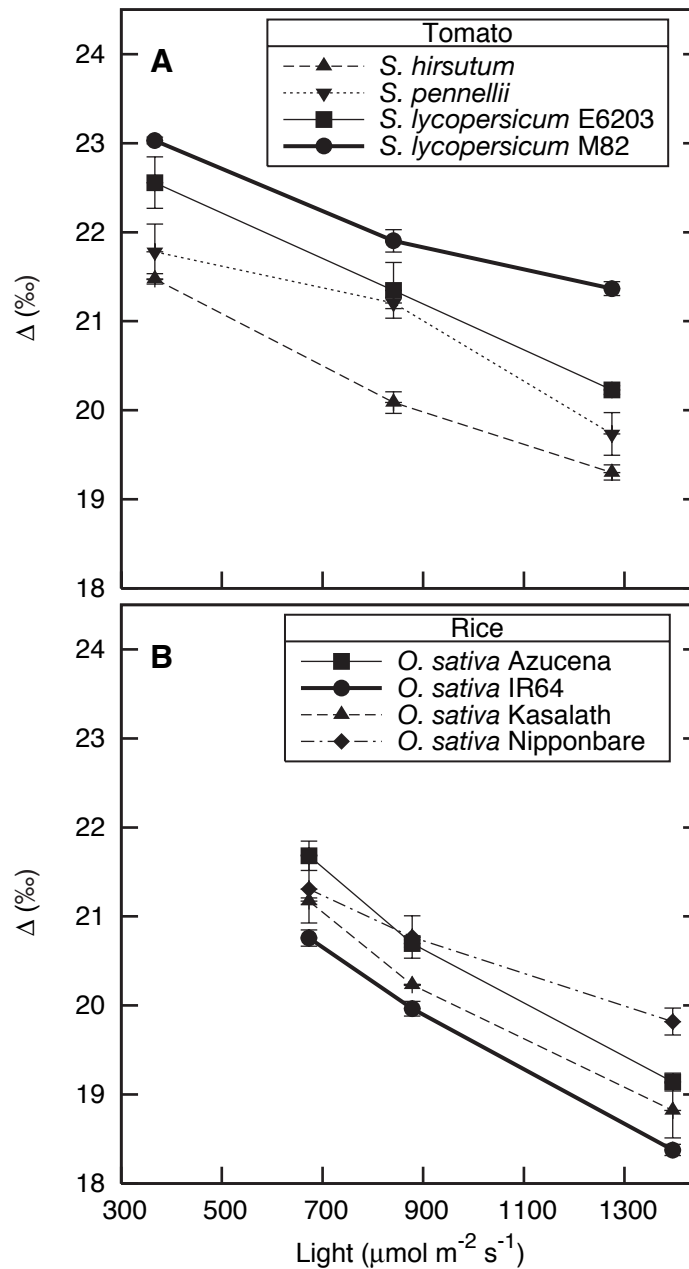 24
23
22
21
20
19
18
Δ (‰)
A
Tomato
S. hirsutum
S. pennellii
S. lycopersicum E6203
S. lycopersicum M82
24
23
22
21
20
19
18
Δ (‰)
B
Rice
O. sativa Azucena
O. sativa IR64
O. sativa Kasalath
O. sativa Nipponbare
300 500 700 900 1100 1300
Light (μmol m⁻² s⁻¹)